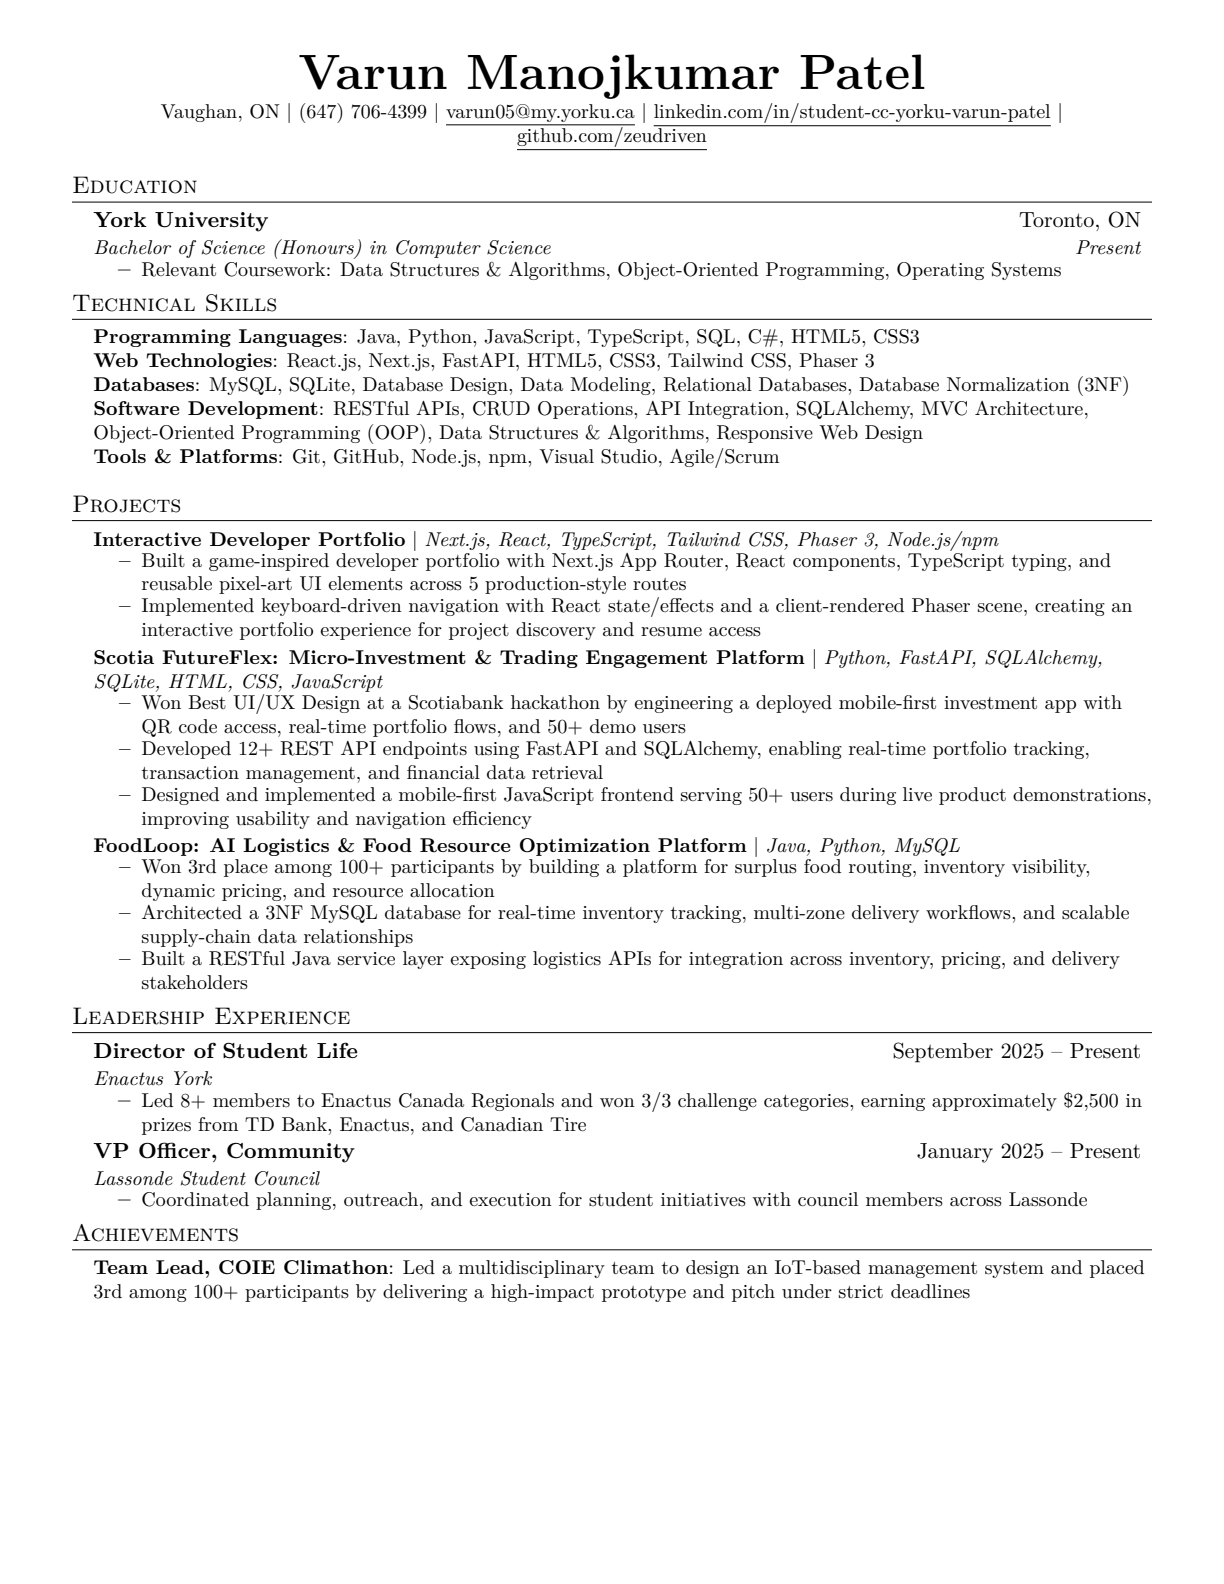 Varun Manojkumar Patel
Vaughan, ON | (647) 706-4399 | varun05@my.yorku.ca | linkedin.com/in/student-cc-yorku-varun-patel |
github.com/zeudriven
Education
York University Toronto, ON
Bachelor of Science (Honours) in Computer Science Present
– Relevant Coursework: Data Structures & Algorithms, Object-Oriented Programming, Operating Systems
Technical Skills
Programming Languages: Java, Python, JavaScript, TypeScript, SQL, C#, HTML5, CSS3
Web Technologies: React.js, Next.js, FastAPI, HTML5, CSS3, Tailwind CSS, Phaser 3
Databases: MySQL, SQLite, Database Design, Data Modeling, Relational Databases, Database Normalization (3NF)
Software Development: RESTful APIs, CRUD Operations, API Integration, SQLAlchemy, MVC Architecture,
Object-Oriented Programming (OOP), Data Structures & Algorithms, Responsive Web Design
Tools & Platforms: Git, GitHub, Node.js, npm, Visual Studio, Agile/Scrum
Projects
Interactive Developer Portfolio | Next.js, React, TypeScript, Tailwind CSS, Phaser 3, Node.js/npm
– Built a game-inspired developer portfolio with Next.js App Router, React components, TypeScript typing, and
reusable pixel-art UI elements across 5 production-style routes
– Implemented keyboard-driven navigation with React state/effects and a client-rendered Phaser scene, creating an
interactive portfolio experience for project discovery and resume access
Scotia FutureFlex: Micro-Investment & Trading Engagement Platform | Python, FastAPI, SQLAlchemy,
SQLite, HTML, CSS, JavaScript
– Won Best UI/UX Design at a Scotiabank hackathon by engineering a deployed mobile-first investment app with
QR code access, real-time portfolio flows, and 50+ demo users
– Developed 12+ REST API endpoints using FastAPI and SQLAlchemy, enabling real-time portfolio tracking,
transaction management, and financial data retrieval
– Designed and implemented a mobile-first JavaScript frontend serving 50+ users during live product demonstrations,
improving usability and navigation efficiency
FoodLoop: AI Logistics & Food Resource Optimization Platform | Java, Python, MySQL
– Won 3rd place among 100+ participants by building a platform for surplus food routing, inventory visibility,
dynamic pricing, and resource allocation
– Architected a 3NF MySQL database for real-time inventory tracking, multi-zone delivery workflows, and scalable
supply-chain data relationships
– Built a RESTful Java service layer exposing logistics APIs for integration across inventory, pricing, and delivery
stakeholders
Leadership Experience
Director of Student Life September 2025 – Present
Enactus York
– Led 8+ members to Enactus Canada Regionals and won 3/3 challenge categories, earning approximately $2,500 in
prizes from TD Bank, Enactus, and Canadian Tire
VP Officer, Community January 2025 – Present
Lassonde Student Council
– Coordinated planning, outreach, and execution for student initiatives with council members across Lassonde
Achievements
Team Lead, COIE Climathon: Led a multidisciplinary team to design an IoT-based management system and placed
3rd among 100+ participants by delivering a high-impact prototype and pitch under strict deadlines